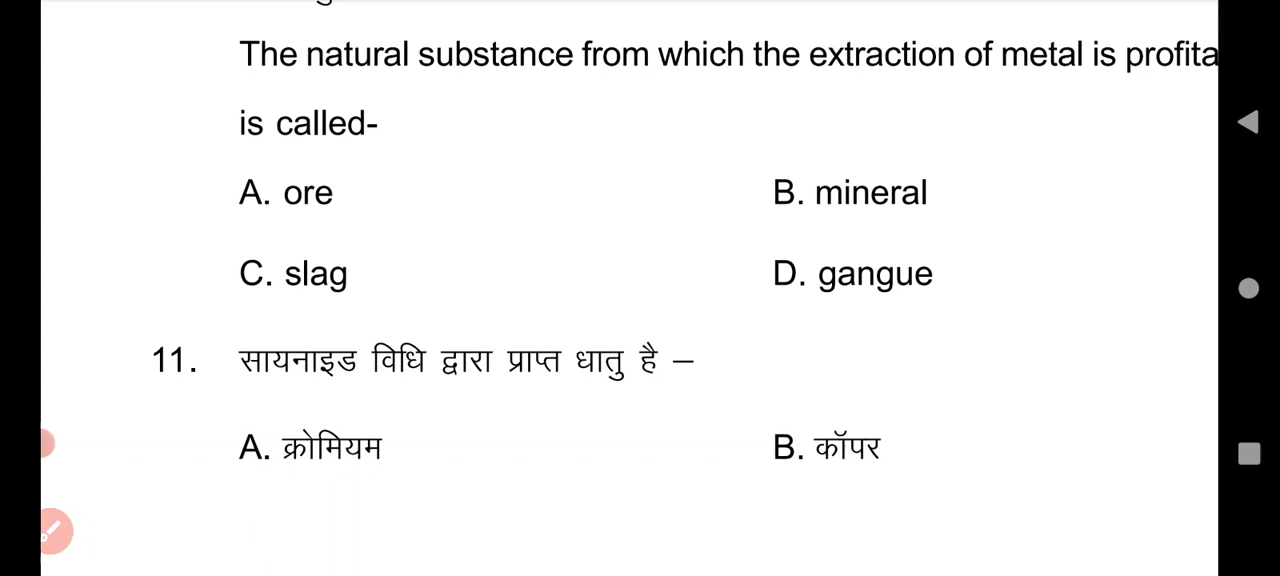 The natural substance from which the extraction of metal is profita
is called-
A. ore B. mineral
C. slag D. gangue
11. सायनाइड विधि द्वारा प्राप्त धातु है –
A. क्रोमियम B. कॉपर